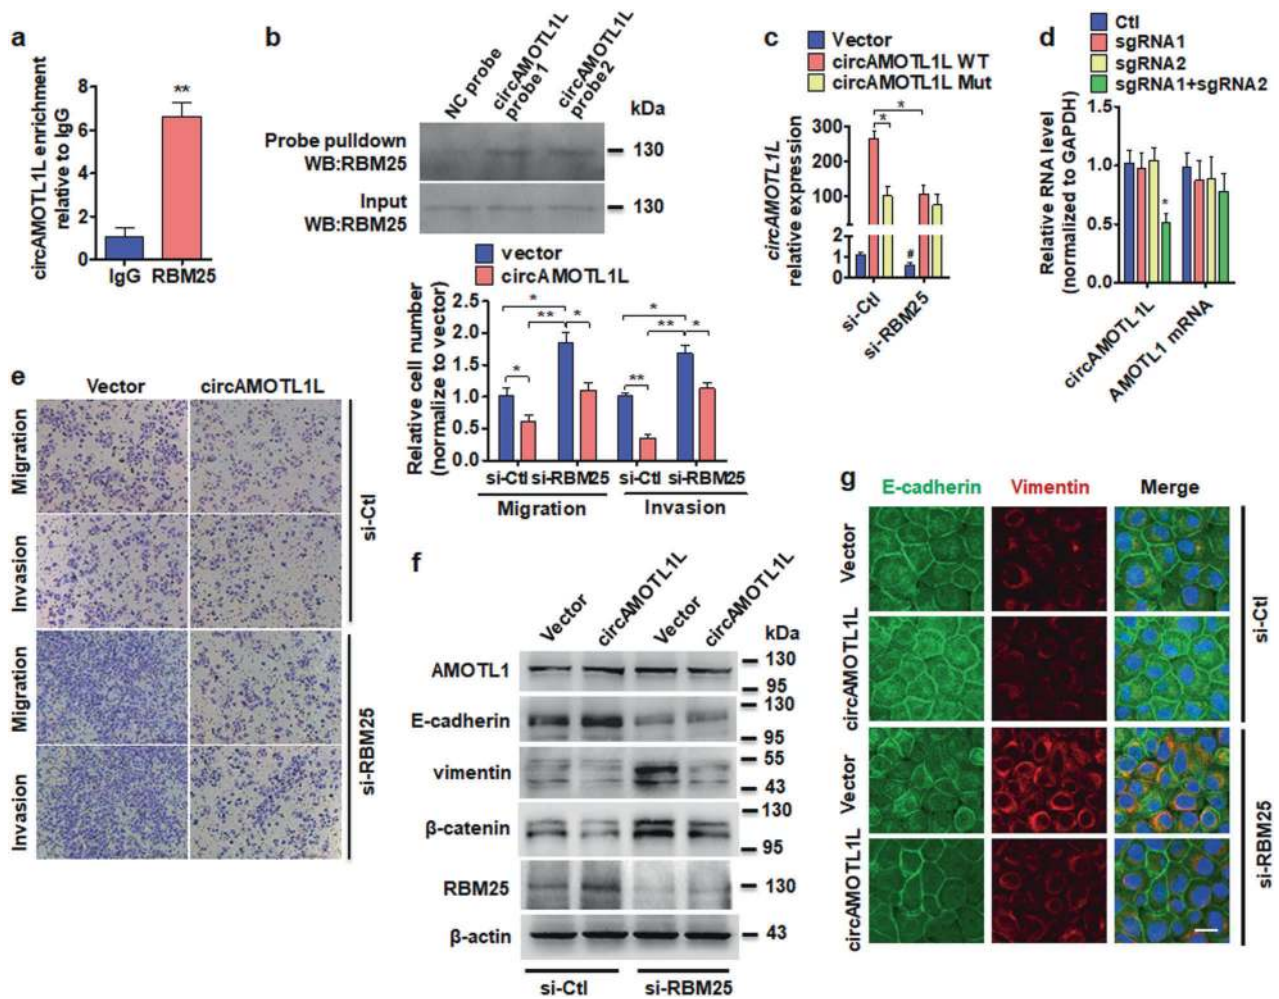 a
circAMOTL1L enrichment
relative to IgG
8
6
4
2
0
**
IgG
RBM25
b
NC probe
circAMOTL1L
probe1
circAMOTL1L
probe2
kDa
Probe pulldown
WB:RBM25
130
Input
WB:RBM25
130
c
Vector
circAMOTL1L WT
circAMOTL1L Mut
circAMOTL1L
relative expression
300
200
100
2
1
0
*
*
#
si-Ctl
si-RBM25
d
Ctl
sgRNA1
sgRNA2
sgRNA1+sgRNA2
Relative RNA level
(normalized to GAPDH)
1.5
1.0
0.5
0.0
*
circAMOTL1L
AMOTL1 mRNA
e
Vector
circAMOTL1L
Migration
Invasion
Migration
Invasion
si-Ctl
si-RBM25
vector
circAMOTL1L
Relative cell number
(normalize to vector)
2.5
2.0
1.5
1.0
0.5
0.0
*
**
*
*
*
**
*
**
si-Ctl
si-RBM25
si-Ctl
si-RBM25
Migration
Invasion
f
Vector
circAMOTL1L
Vector
circAMOTL1L
kDa
AMOTL1
130
95
E-cadherin
130
95
vimentin
55
43
β-catenin
130
95
RBM25
130
β-actin
43
si-Ctl
si-RBM25
g
E-cadherin
Vimentin
Merge
Vector
circAMOTL1L
Vector
circAMOTL1L
si-Ctl
si-RBM25